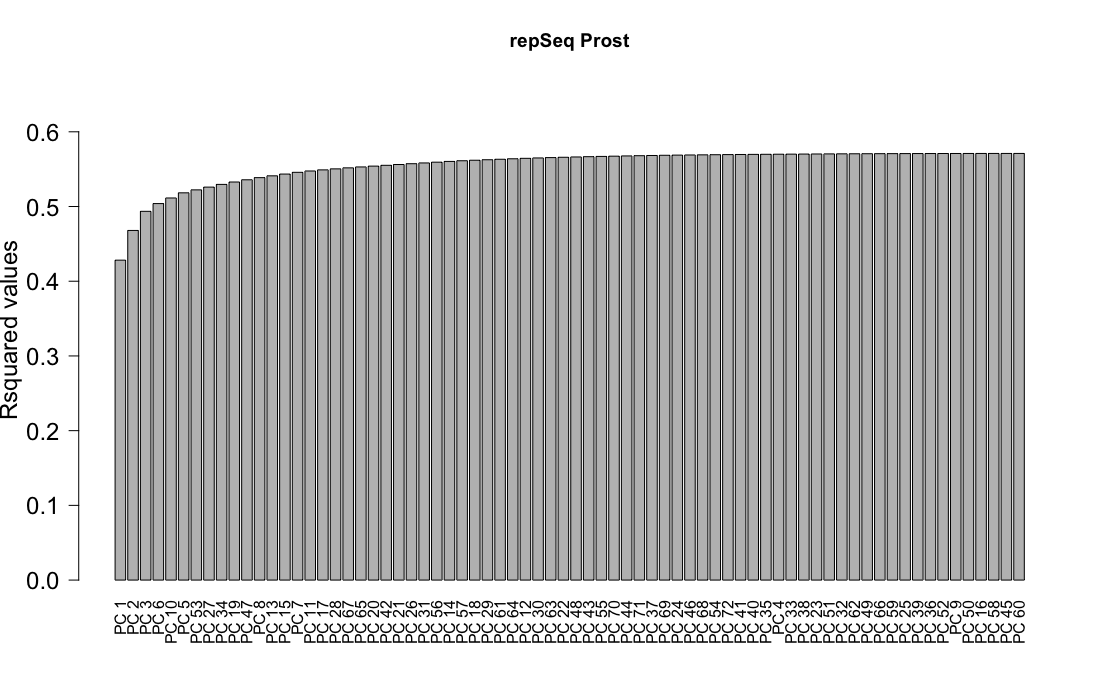 repSeq Prost
0.6
0.5
0.4
0.3
0.2
0.1
0.0
Rsquared values
PC 1
PC 2
PC 3
PC 6
PC 10
PC 5
PC 53
PC 27
PC 34
PC 19
PC 47
PC 8
PC 13
PC 15
PC 7
PC 11
PC 17
PC 28
PC 67
PC 65
PC 20
PC 42
PC 21
PC 26
PC 31
PC 56
PC 14
PC 57
PC 18
PC 29
PC 61
PC 64
PC 12
PC 30
PC 63
PC 22
PC 48
PC 43
PC 55
PC 70
PC 44
PC 71
PC 37
PC 69
PC 24
PC 46
PC 68
PC 54
PC 72
PC 41
PC 40
PC 35
PC 4
PC 33
PC 38
PC 23
PC 51
PC 32
PC 62
PC 49
PC 66
PC 59
PC 25
PC 39
PC 36
PC 52
PC 9
PC 50
PC 16
PC 58
PC 45
PC 60